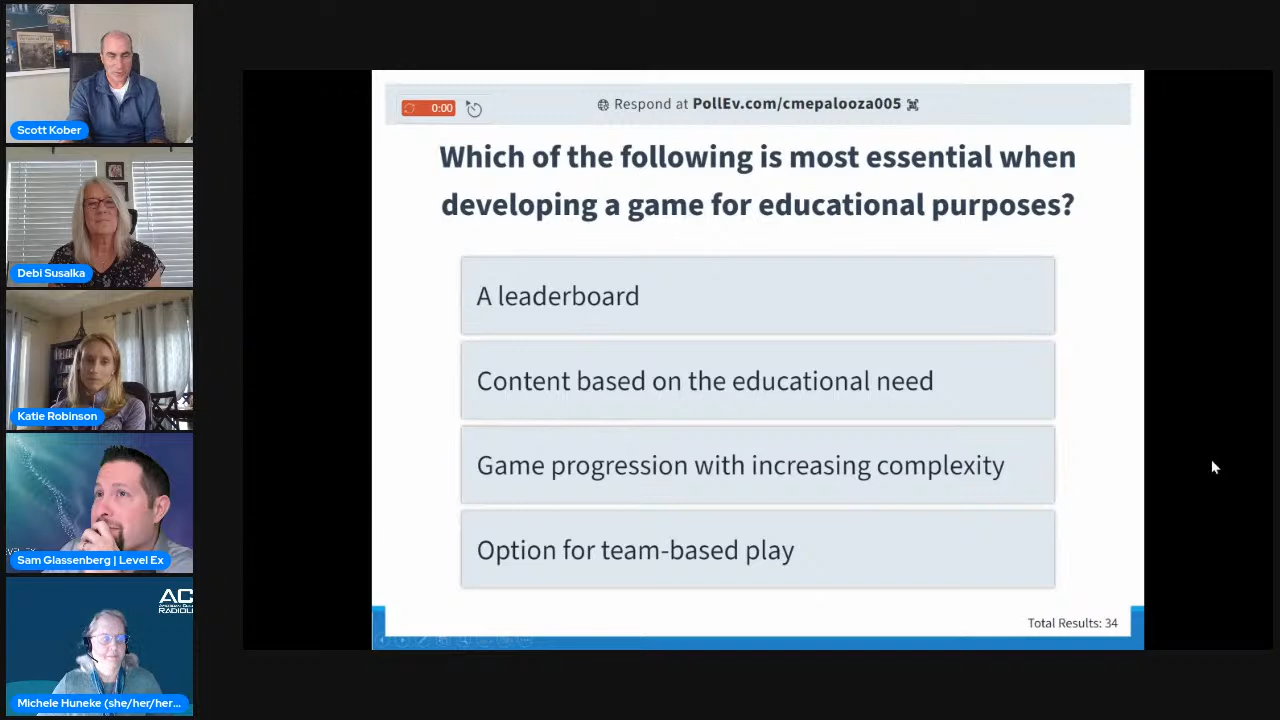 Scott Kober
Debi Susalka
Katie Robinson
Sam Glassenberg | Level Ex
AC
RADIOL
Michele Huneke (she/her/her...
0:00
Respond at PollEv.com/cmepalooza005
Which of the following is most essential when
developing a game for educational purposes?
A leaderboard
Content based on the educational need
Game progression with increasing complexity
Option for team-based play
Total Results: 34